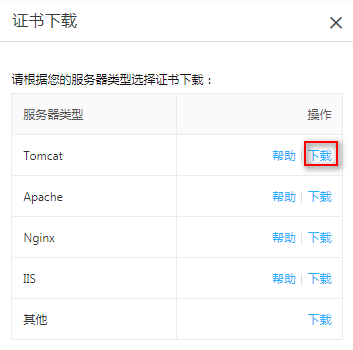 证书下载
请根据您的服务器类型选择证书下载：
服务器类型 操作
Tomcat 帮助 | 下载
Apache 帮助 | 下载
Nginx 帮助 | 下载
IIS 帮助 | 下载
其他 下载